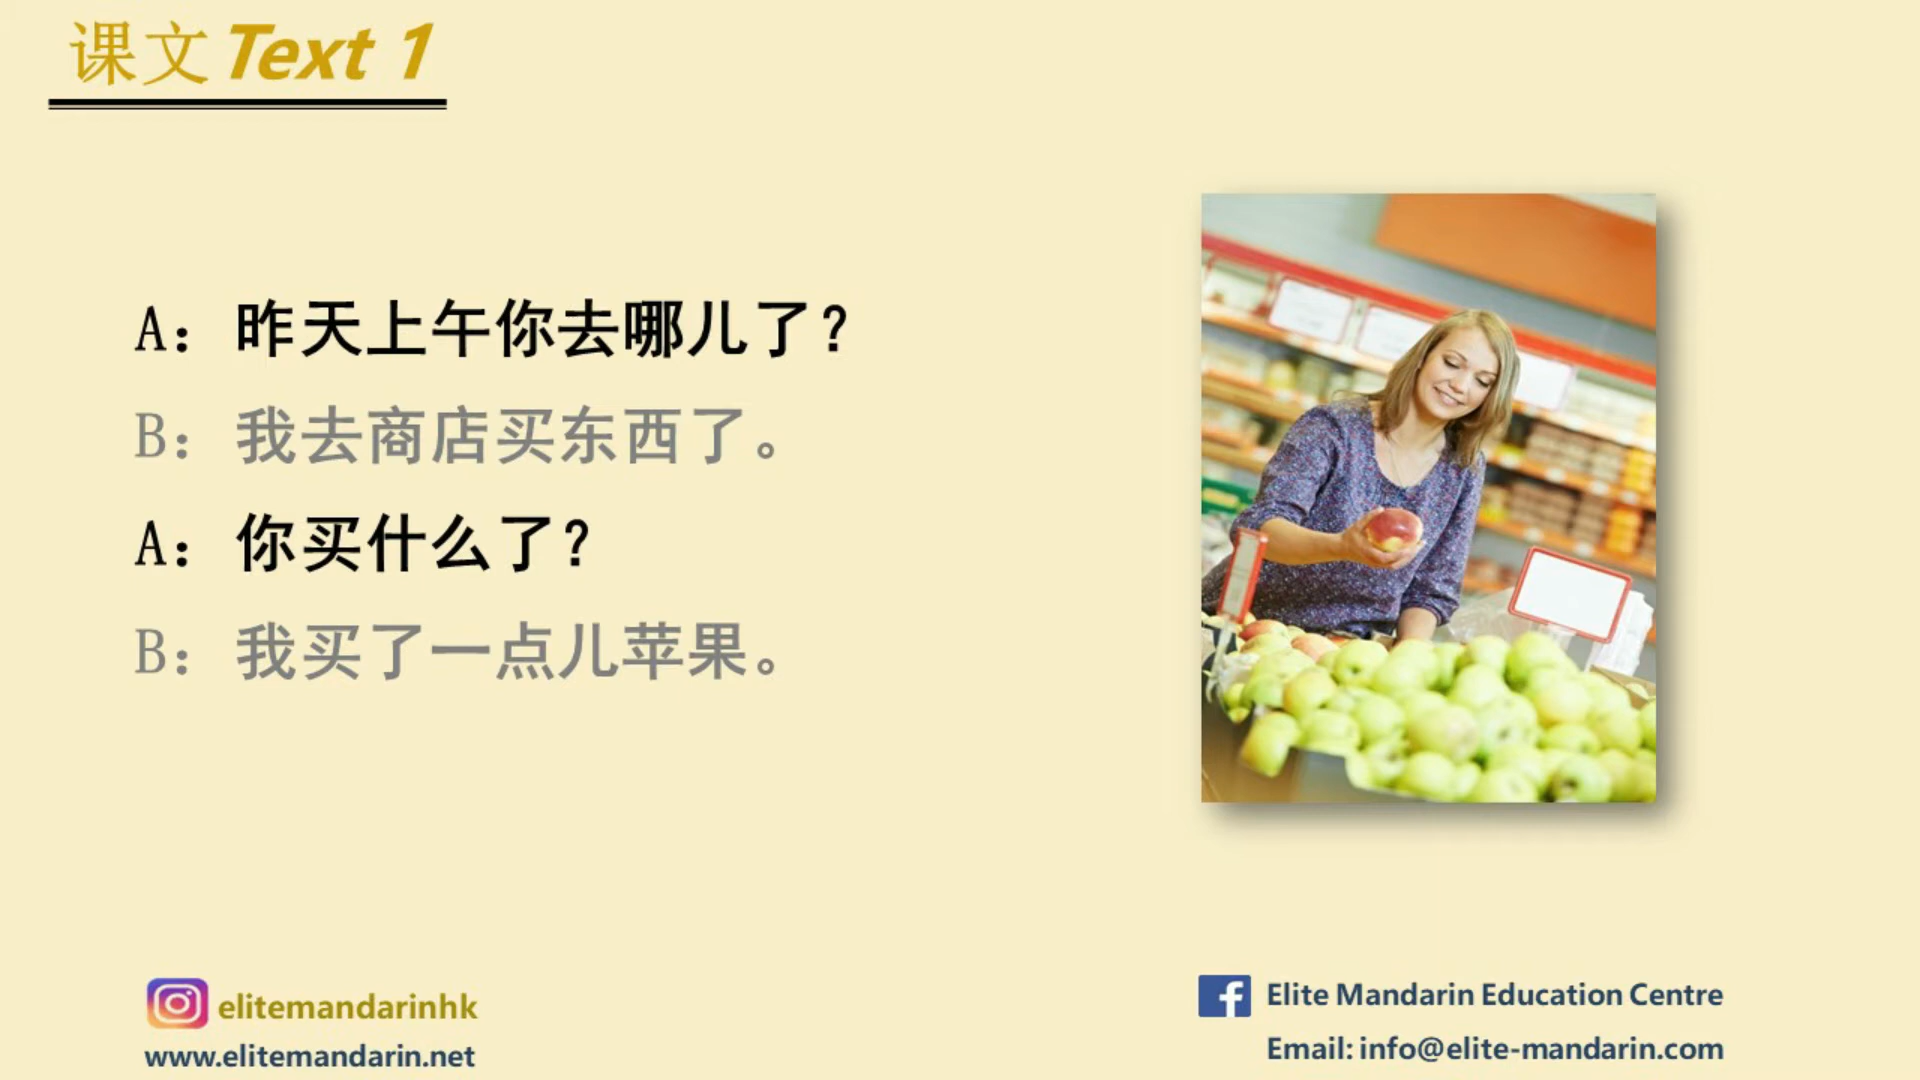 课文 Text 1
A：昨天上午你去哪儿了？
B：我去商店买东西了。
A：你买什么了？
B：我买了一点儿苹果。
elitemandarinhk
www.elitemandarin.net
Elite Mandarin Education Centre
Email: info@elite-mandarin.com